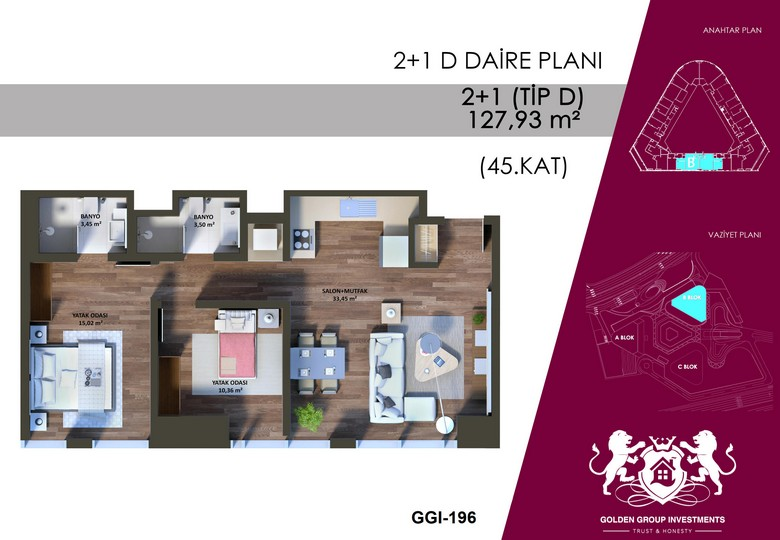 2+1 D DAİRE PLANI
2+1 (TİP D)
127,93 m²
(45.KAT)
ANAHTAR PLAN
B
VAZİYET PLANI
B BLOK
A BLOK
C BLOK
BANYO
3,45 m²
BANYO
3,50 m²
SALON+MUTFAK
33,45 m²
YATAK ODASI
15,02 m²
YATAK ODASI
10,36 m²
GGI-196
GOLDEN GROUP INVESTMENTS
TRUST & HONESTY